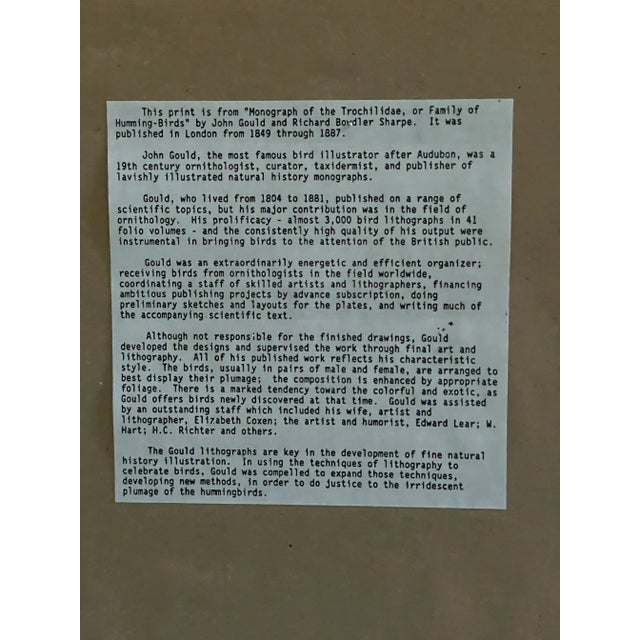 This print is from "Monograph of the Trochilidae, or Family of
Humming-Birds" by John Gould and Richard Bordler Sharpe. It was
published in London from 1849 through 1887.
John Gould, the most famous bird illustrator after Audubon, was a
19th century ornithologist, curator, taxidermist, and publisher of
lavishly illustrated natural history monographs.
Gould, who lived from 1804 to 1881, published on a range of
scientific topics, but his major contribution was in the field of
ornithology. His prolificacy - almost 3,000 bird lithographs in 41
folio volumes - and the consistently high quality of his output were
instrumental in bringing birds to the attention of the British public.
Gould was an extraordinarily energetic and efficient organizer;
receiving birds from ornithologists in the field worldwide,
coordinating a staff of skilled artists and lithographers, financing
ambitious publishing projects by advance subscription, doing
preliminary sketches and layouts for the plates, and writing much of
the accompanying scientific text.
Although not responsible for the finished drawings, Gould
developed the designs and supervised the work through final art and
lithography. All of his published work reflects his characteristic
style. The birds, usually in pairs of male and female, are arranged to
best display their plumage; the composition is enhanced by appropriate
foliage. There is a marked tendency toward the colorful and exotic, as
Gould offers birds newly discovered at that time. Gould was assisted
by an outstanding staff which included his wife, artist and
lithographer, Elizabeth Coxen; the artist and humorist, Edward Lear; W.
Hart; H.C. Richter and others.
The Gould lithographs are key in the development of fine natural
history illustration. In using the techniques of lithography to
celebrate birds, Gould was compelled to expand those techniques,
developing new methods, in order to do justice to the irridescent
plumage of the hummingbirds.